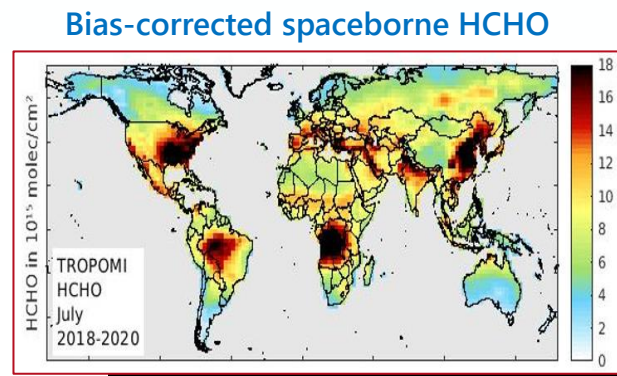 Bias-corrected spaceborne HCHO
HCHO in 10¹⁵ molec/cm²
TROPOMI
HCHO
July
2018-2020
18
16
14
12
10
8
6
4
2
0